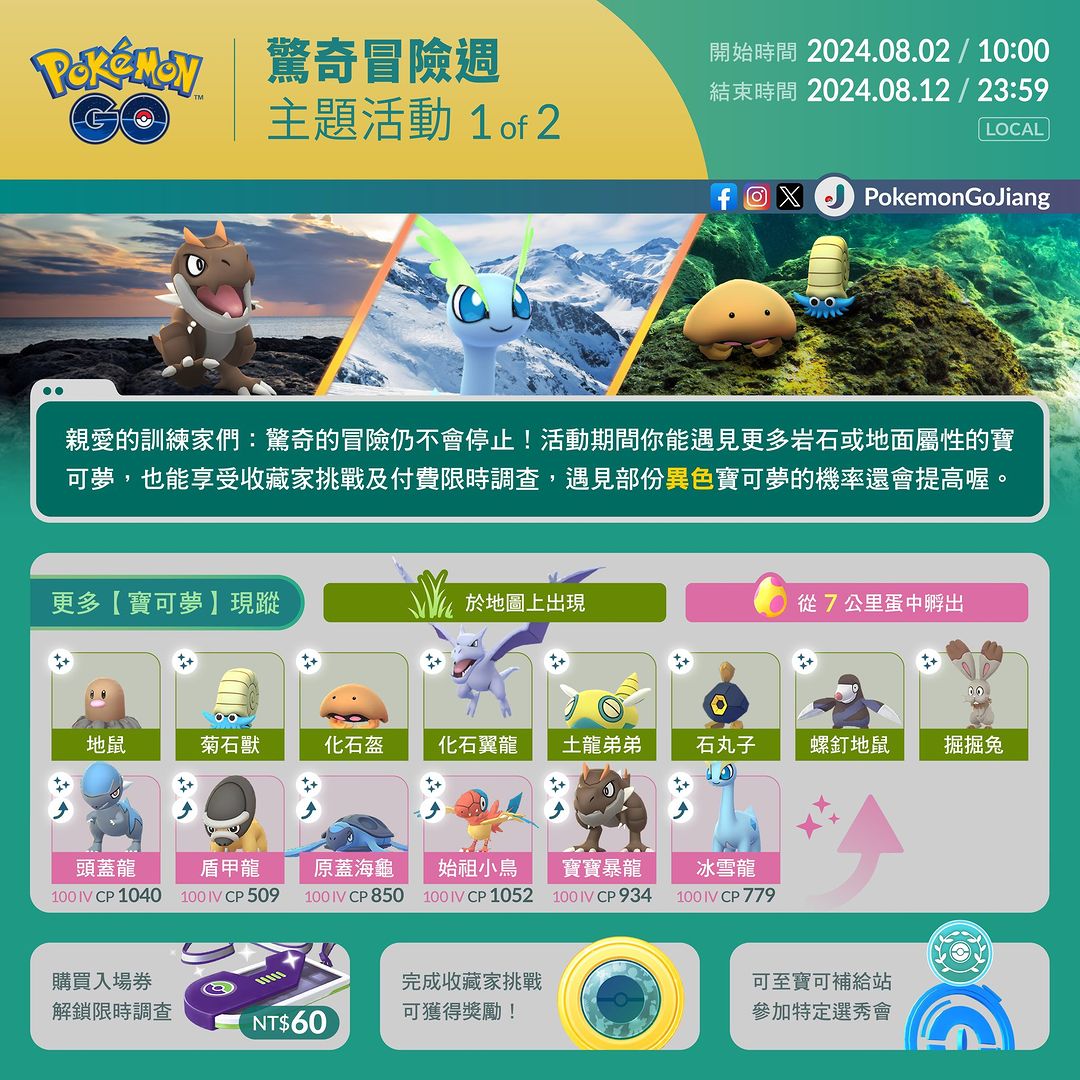 POKÉMON
GO
TM
驚奇冒險週
主題活動 1 of 2
開始時間 2024.08.02 / 10:00
結束時間 2024.08.12 / 23:59
LOCAL
PokemonGoJiang
親愛的訓練家們：驚奇的冒險仍不會停止！活動期間你能遇見更多岩石或地面屬性的寶
可夢，也能享受收藏家挑戰及付費限時調查，遇見部份異色寶可夢的機率還會提高喔。
更多【寶可夢】現蹤
於地圖上出現
從 7 公里蛋中孵出
地鼠 菊石獸 化石盔 化石翼龍 土龍弟弟 石丸子 螺釘地鼠 掘掘兔
頭蓋龍 盾甲龍 原蓋海龜 始祖小鳥 寶寶暴龍 冰雪龍
100 IV CP 1040 100 IV CP 509 100 IV CP 850 100 IV CP 1052 100 IV CP 934 100 IV CP 779
購買入場券
解鎖限時調查
NT$60
完成收藏家挑戰
可獲得獎勵！
可至寶可補給站
參加特定選秀會